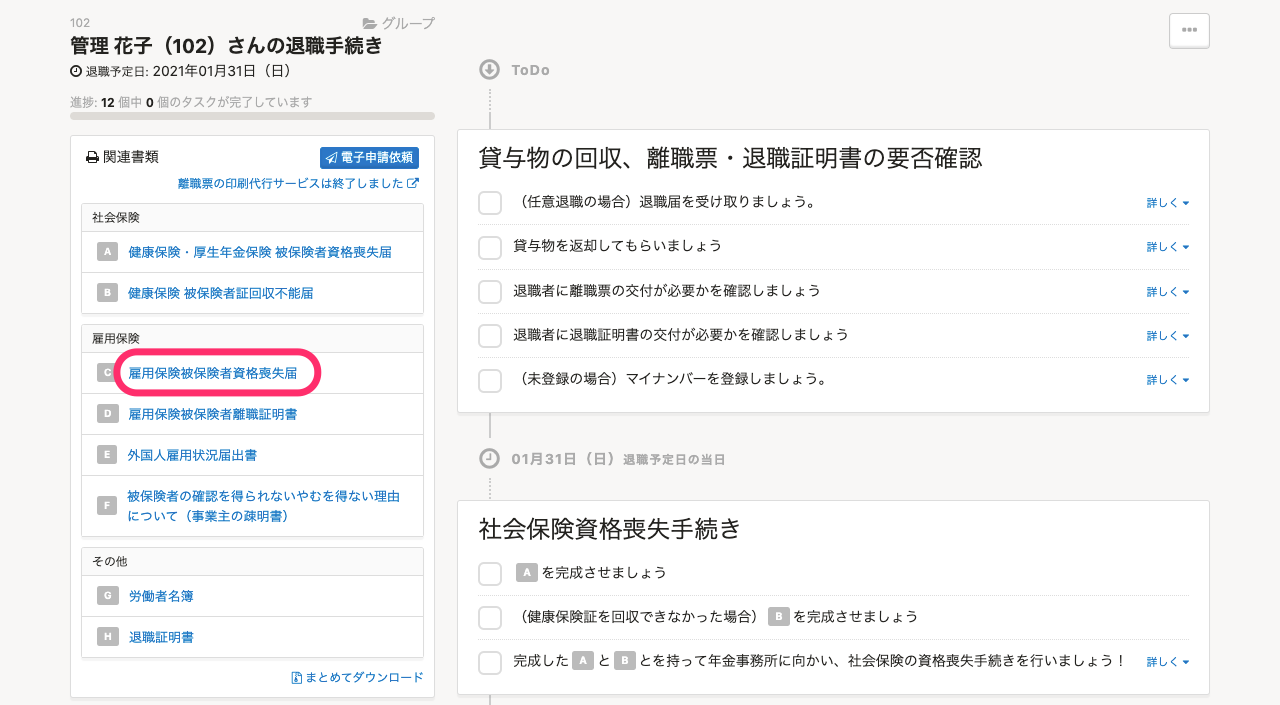 102
グループ
管理 花子（102）さんの退職手続き
退職予定日: 2021年01月31日（日）
進捗: 12 個中 0 個のタスクが完了しています
関連書類
電子申請依頼
離職票の印刷代行サービスは終了しました
社会保険
A 健康保険・厚生年金保険 被保険者資格喪失届
B 健康保険 被保険者証回収不能届
雇用保険
C 雇用保険被保険者資格喪失届
D 雇用保険被保険者離職証明書
E 外国人雇用状況届出書
F 被保険者の確認を得られないやむを得ない理由
について（事業主の疎明書）
その他
G 労働者名簿
H 退職証明書
まとめてダウンロード
ToDo
貸与物の回収、離職票・退職証明書の要否確認
（任意退職の場合）退職届を受け取りましょう。 詳しく
貸与物を返却してもらいましょう 詳しく
退職者に離職票の交付が必要かを確認しましょう 詳しく
退職者に退職証明書の交付が必要かを確認しましょう 詳しく
（未登録の場合）マイナンバーを登録しましょう。 詳しく
01月31日（日）退職予定日の当日
社会保険資格喪失手続き
A を完成させましょう
（健康保険証を回収できなかった場合） B を完成させましょう
完成した A と B とを持って年金事務所に向かい、社会保険の資格喪失手続きを行いましょう！ 詳しく